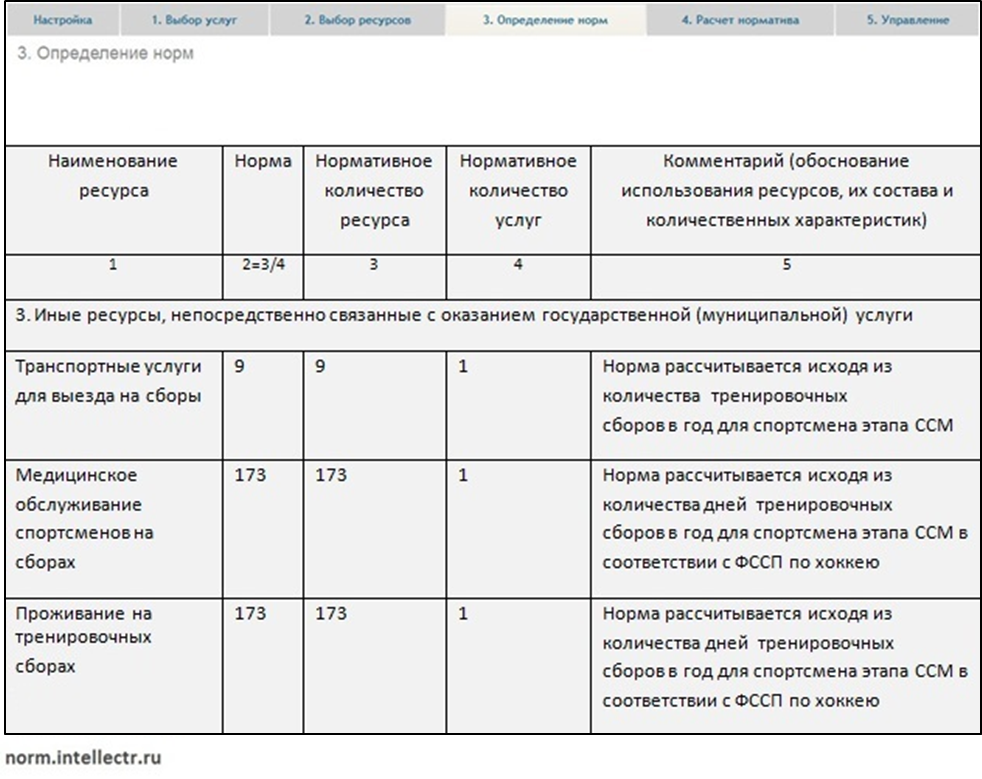 Настройка 1. Выбор услуг 2. Выбор ресурсов 3. Определение норм 4. Расчет норматива 5. Управление
3. Определение норм
Наименование ресурса
Норма
Нормативное количество ресурса
Нормативное количество услуг
Комментарий (обоснование использования ресурсов, их состава и количественных характеристик)
1 2=3/4 3 4 5
3. Иные ресурсы, непосредственно связанные с оказанием государственной (муниципальной) услуги
Транспортные услуги
для выезда на сборы
9 9 1
Норма рассчитывается исходя из
количества тренировочных
сборов в год для спортсмена этапа ССМ
Медицинское
обслуживание
спортсменов на
сборах
173 173 1
Норма рассчитывается исходя из
количества дней тренировочных
сборов в год для спортсмена этапа ССМ в
соответствии с ФССП по хоккею
Проживание на
тренировочных
сборах
173 173 1
Норма рассчитывается исходя из
количества дней тренировочных
сборов в год для спортсмена этапа ССМ в
соответствии с ФССП по хоккею
norm.intellectr.ru